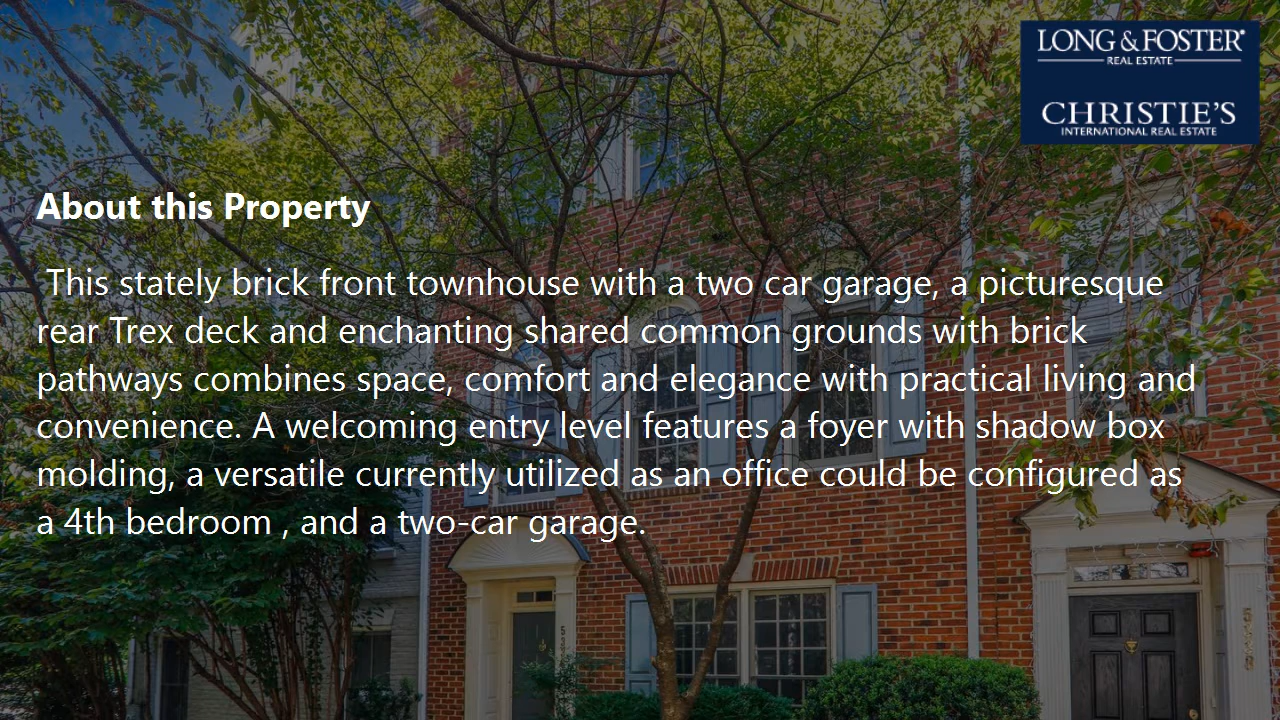 LONG & FOSTER®
REAL ESTATE
CHRISTIE'S
INTERNATIONAL REAL ESTATE
About this Property
This stately brick front townhouse with a two car garage, a picturesque
rear Trex deck and enchanting shared common grounds with brick
pathways combines space, comfort and elegance with practical living and
convenience. A welcoming entry level features a foyer with shadow box
molding, a versatile currently utilized as an office could be configured as
a 4th bedroom , and a two-car garage.